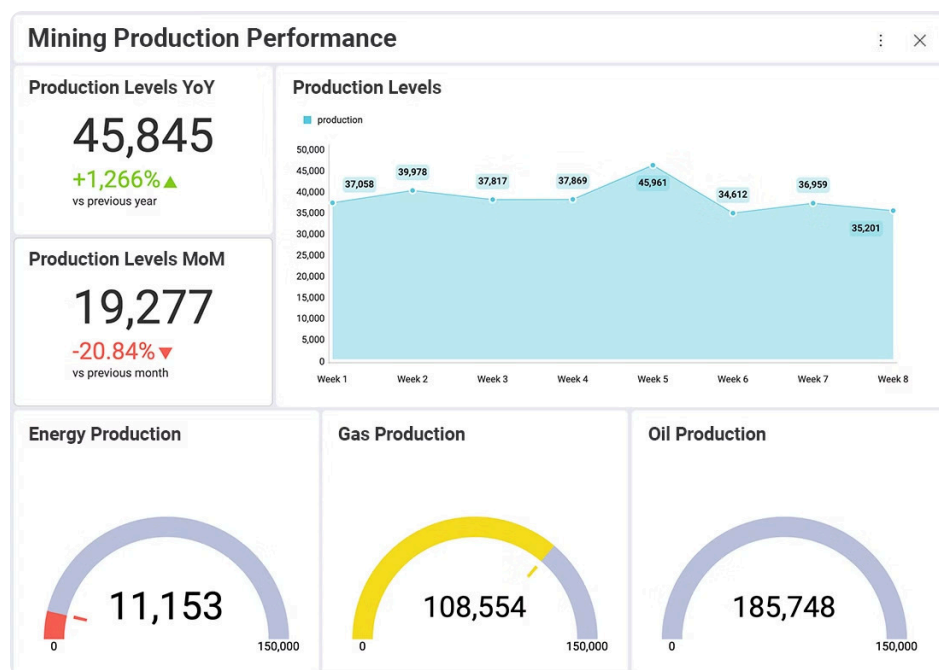 Mining Production Performance
Production Levels YoY
45,845
+1,266%
vs previous year
Production Levels MoM
19,277
-20.84%
vs previous month
Production Levels
production
50,000
45,000
40,000
35,000
30,000
25,000
20,000
15,000
10,000
5,000
0
37,058
39,978
37,817
37,869
45,961
34,612
36,959
35,201
Week 1
Week 2
Week 3
Week 4
Week 5
Week 6
Week 7
Week 8
Energy Production
11,153
0
150,000
Gas Production
108,554
0
150,000
Oil Production
185,748
0
150,000